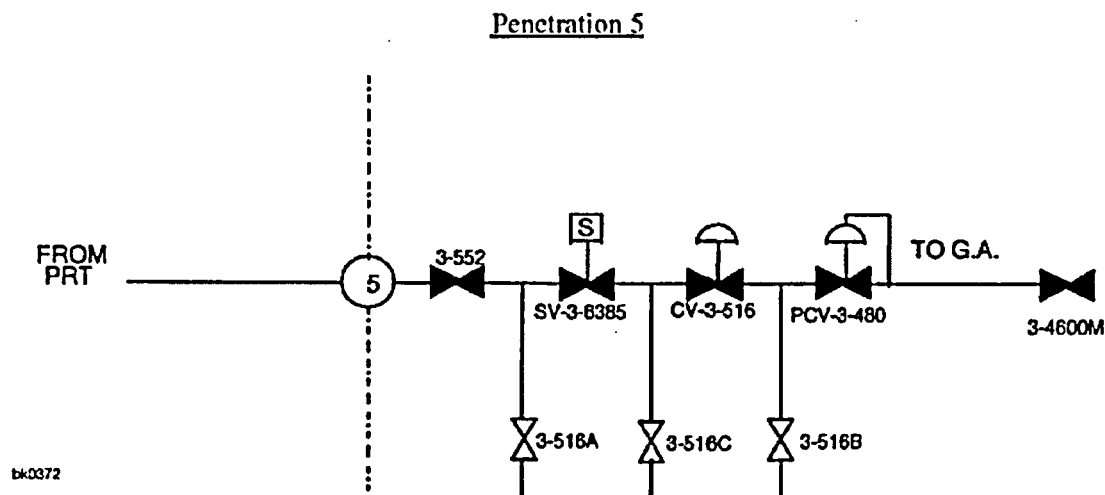 Penetration 5
FROM
PRT
5
3-552
S
SV-3-6385
CV-3-516
PCV-3-480
TO G.A.
3-4600M
3-516A
3-516C
3-516B
bk0372